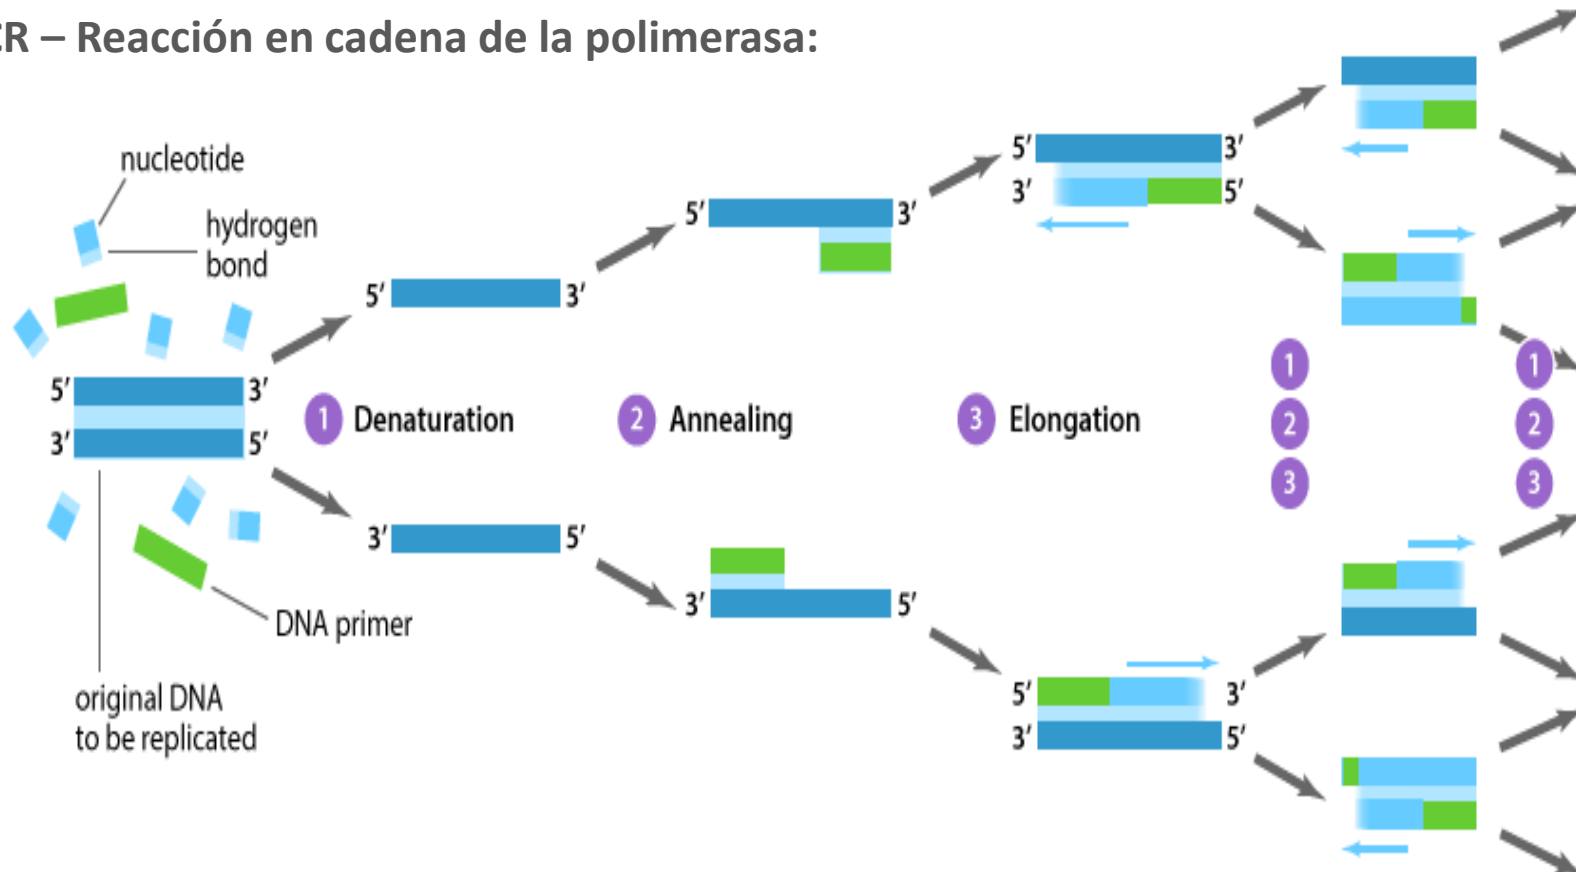 CR – Reacción en cadena de la polimerasa:
nucleotide
hydrogen
bond
5′ 3′
3′ 5′
DNA primer
original DNA
to be replicated
5′ 3′
1 Denaturation
3′ 5′
5′ 3′
2 Annealing
3′ 5′
5′ 3′
3′ 5′
3 Elongation
5′ 3′
3′ 5′
1
2
3
1
2
3